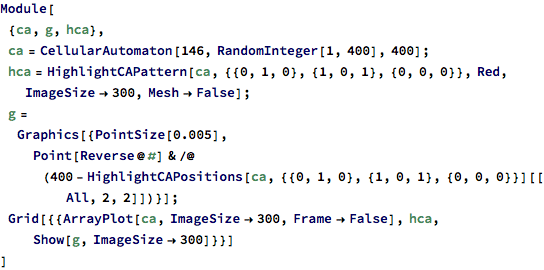 Module[
{ca, g, hca},
ca = CellularAutomaton[146, RandomInteger[1, 400], 400];
hca = HighlightCAPattern[ca, {{0, 1, 0}, {1, 0, 1}, {0, 0, 0}}, Red,
ImageSize → 300, Mesh → False];
g =
Graphics[{PointSize[0.005],
Point[Reverse@#] & /@
(400 - HighlightCAPositions[ca, {{0, 1, 0}, {1, 0, 1}, {0, 0, 0}}][[
All, 2, 2]])}];
Grid[{{ArrayPlot[ca, ImageSize → 300, Frame → False], hca,
Show[g, ImageSize → 300]}}]
]